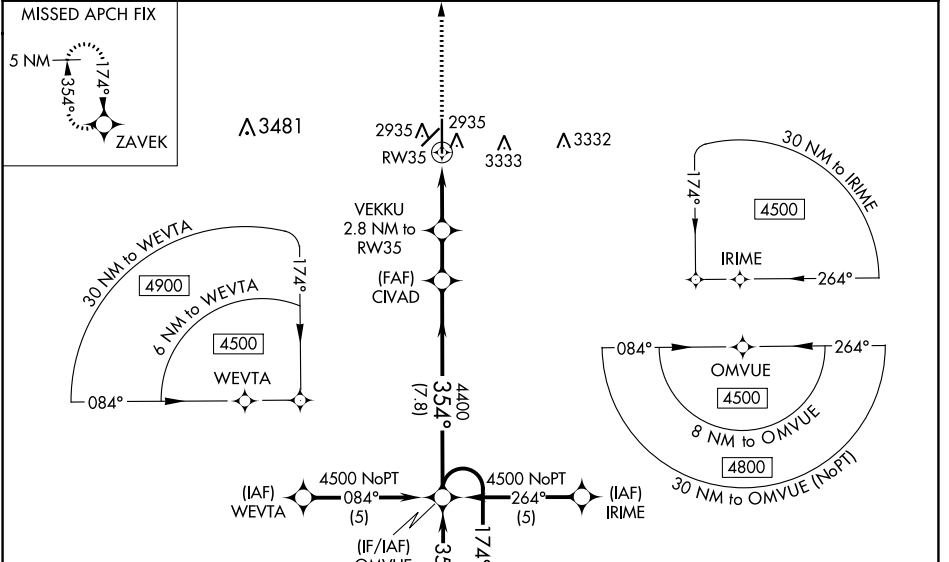 MISSED APCH FIX
5 NM
354°
174°
ZAVEK
3481
2935
2935
RW35
3333
3332
VEKKU
2.8 NM to
RW35
(FAF)
CIVAD
30 NM to WEVTA
4900
6 NM to WEVTA
4500
WEVTA
084°
174°
30 NM to IRIME
4500
174°
IRIME
264°
084°
264°
OMVUE
4500
8 NM to OMVUE
4800
30 NM to OMVUE (NoPT)
4400
354°
(7.8)
4500 NoPT
084°
(5)
(IAF)
WEVTA
4500 NoPT
264°
(5)
(IAF)
IRIME
(IF/IAF)
OMVUE
35
174°